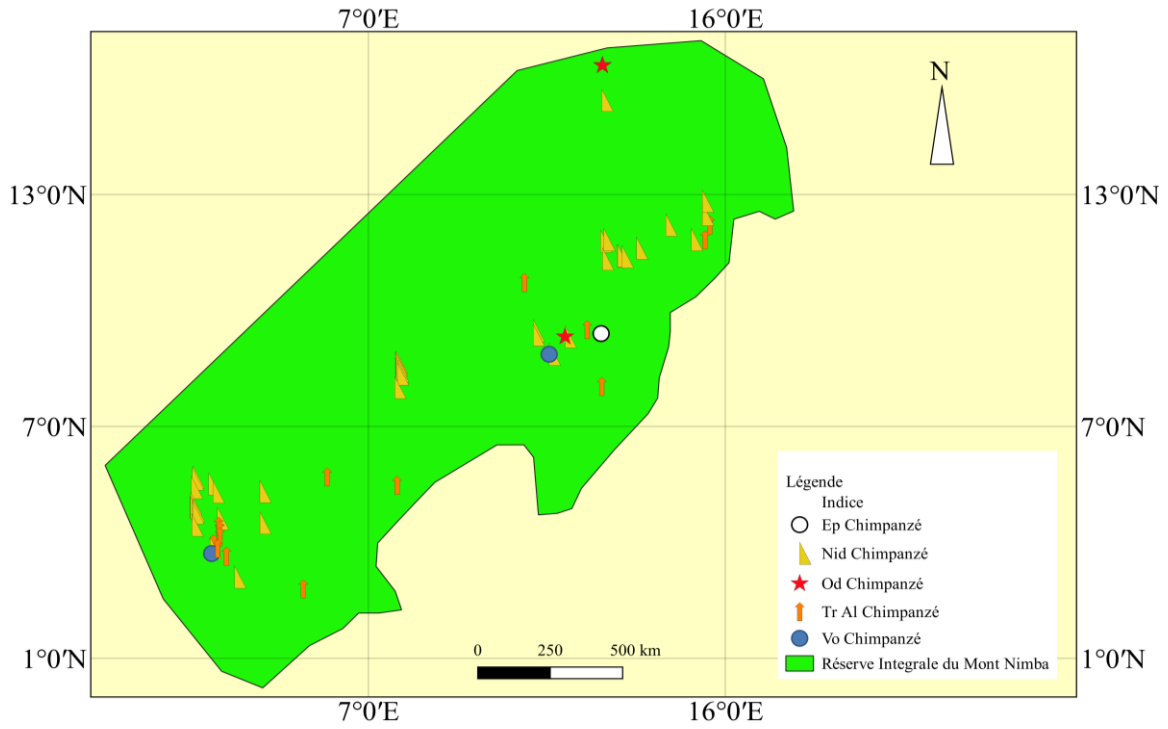 7°0′E 16°0′E
N
13°0′N 13°0′N
7°0′N 7°0′N
Légende
Indice
Ep Chimpanzé
Nid Chimpanzé
Od Chimpanzé
Tr Al Chimpanzé
Vo Chimpanzé
Réserve Integrale du Mont Nimba
0 250 500 km
1°0′N 1°0′N
7°0′E 16°0′E